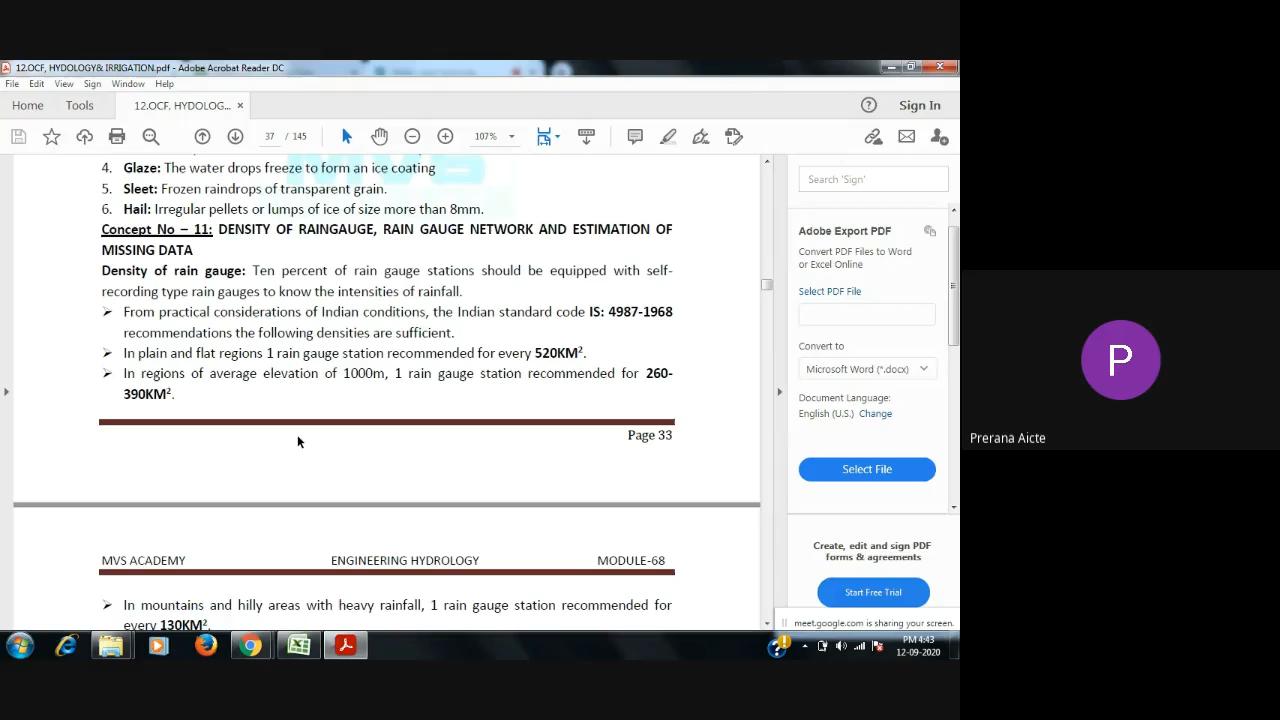 12.OCF, HYDOLOGY& IRRIGATION.pdf - Adobe Acrobat Reader DC
File Edit View Sign Window Help
Home Tools 12.OCF, HYDOLOG... × Sign In
37 / 145 107%
MVS
4. Glaze: The water drops freeze to form an ice coating
5. Sleet: Frozen raindrops of transparent grain.
6. Hail: Irregular pellets or lumps of ice of size more than 8mm.
Concept No – 11: DENSITY OF RAINGAUGE, RAIN GAUGE NETWORK AND ESTIMATION OF
MISSING DATA
Density of rain gauge: Ten percent of rain gauge stations should be equipped with self-
recording type rain gauges to know the intensities of rainfall.
➢ From practical considerations of Indian conditions, the Indian standard code IS: 4987-1968
recommendations the following densities are sufficient.
➢ In plain and flat regions 1 rain gauge station recommended for every 520KM².
➢ In regions of average elevation of 1000m, 1 rain gauge station recommended for 260-
390KM².
Page 33
MVS ACADEMY ENGINEERING HYDROLOGY MODULE-68
➢ In mountains and hilly areas with heavy rainfall, 1 rain gauge station recommended for
every 130KM².
Search 'Sign'
Adobe Export PDF
Convert PDF Files to Word
or Excel Online
Select PDF File
Convert to
Microsoft Word (*.docx)
Document Language:
English (U.S.) Change
Select File
Create, edit and sign PDF
forms & agreements
Start Free Trial
meet.google.com is sharing your screen.
PM 4:43
12-09-2020
P
Prerana Aicte